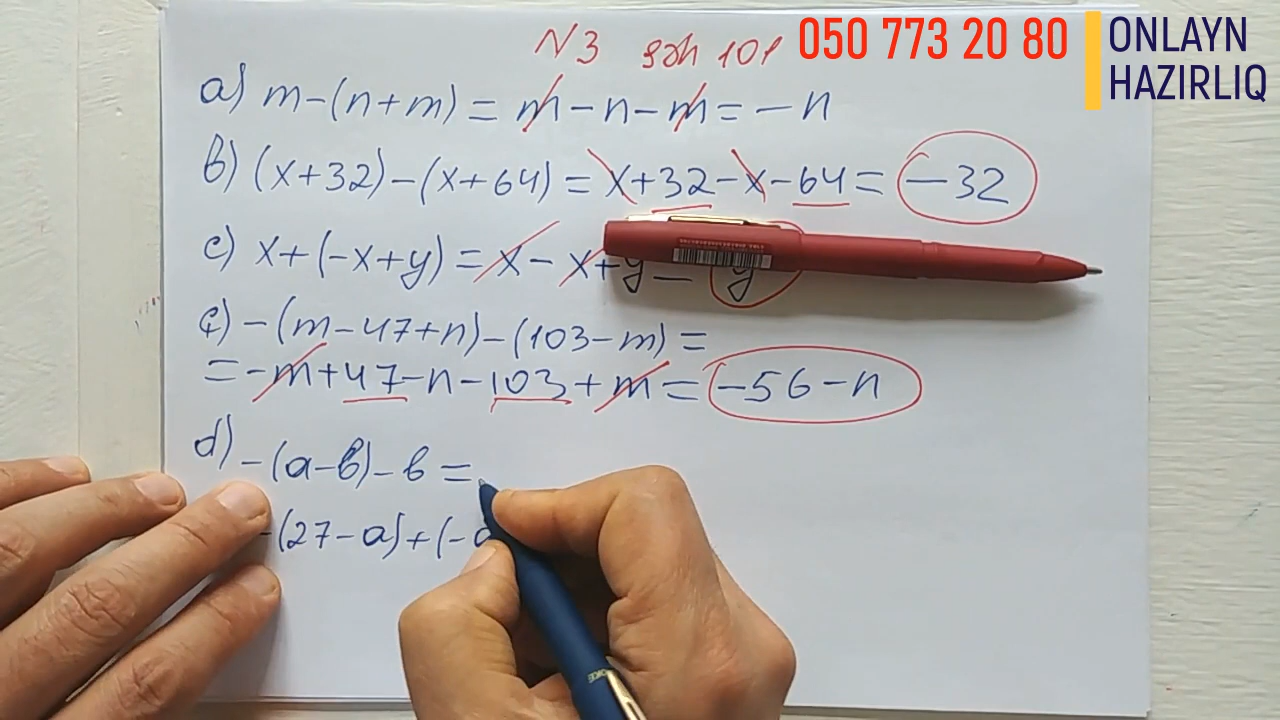 050 773 20 80
ONLAYN
HAZIRLIQ
N3 səh 101
a) m-(n+m) = m-n-m = -n
b) (x+32)-(x+64) = x+32-x-64 = -32
c) x+(-x+y) = x-x+y = y
ç) -(m-47+n)-(103-m) =
= -m+47-n-103+m = -56-n
d) -(a-b)-b =
-(27-a)+(-